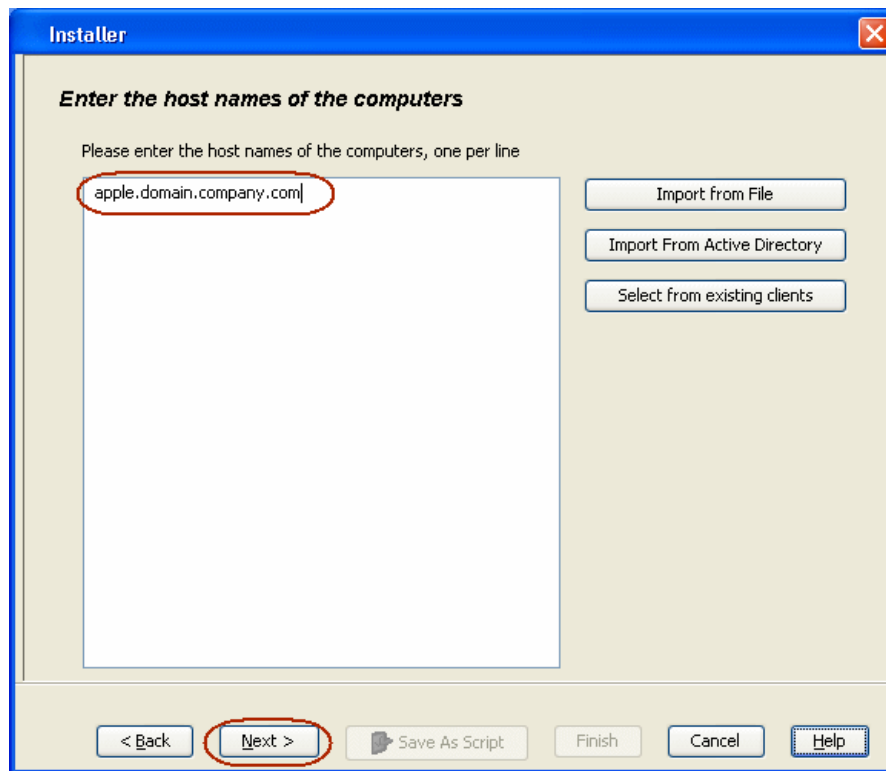 Installer
Enter the host names of the computers
Please enter the host names of the computers, one per line
apple.domain.company.com
Import from File
Import From Active Directory
Select from existing clients
< Back Next > Save As Script Finish Cancel Help